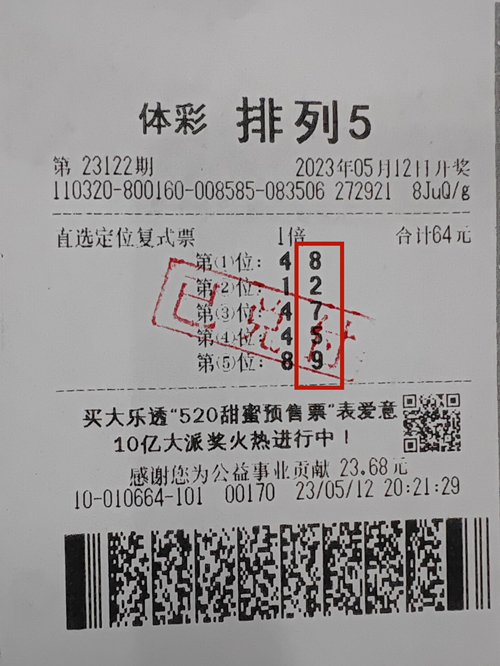 体彩 排列5
第 23122期 2023年05月12日开奖
110320-800160-008585-083506 272921 8JuQ/g
直选定位复式票 1倍 合计64元
第(1)位: 4 8
第(2)位: 1 2
第(3)位: 4 7
第(4)位: 4 5
第(5)位: 8 9
已兑付
买大乐透“520甜蜜预售票”表爱意
10亿大派奖火热进行中！
感谢您为公益事业贡献 23.68元
10-010664-101 00170 23/05/12 20:21:29